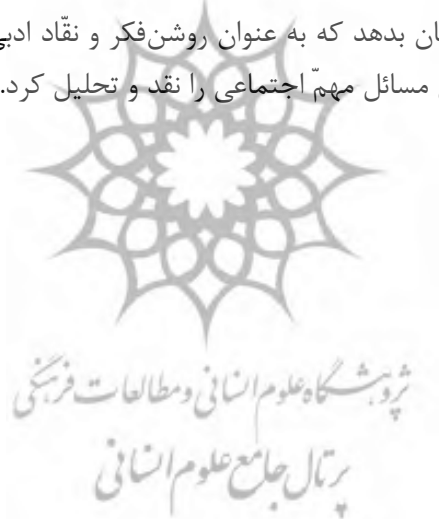 ان بدهد که به عنوان روشن‌فکر و نقّاد ادبی
مسائل مهمّ اجتماعی را نقد و تحلیل کرد.
پژوهشگاه علوم انسانی و مطالعات فرهنگی
پرتال جامع علوم انسانی